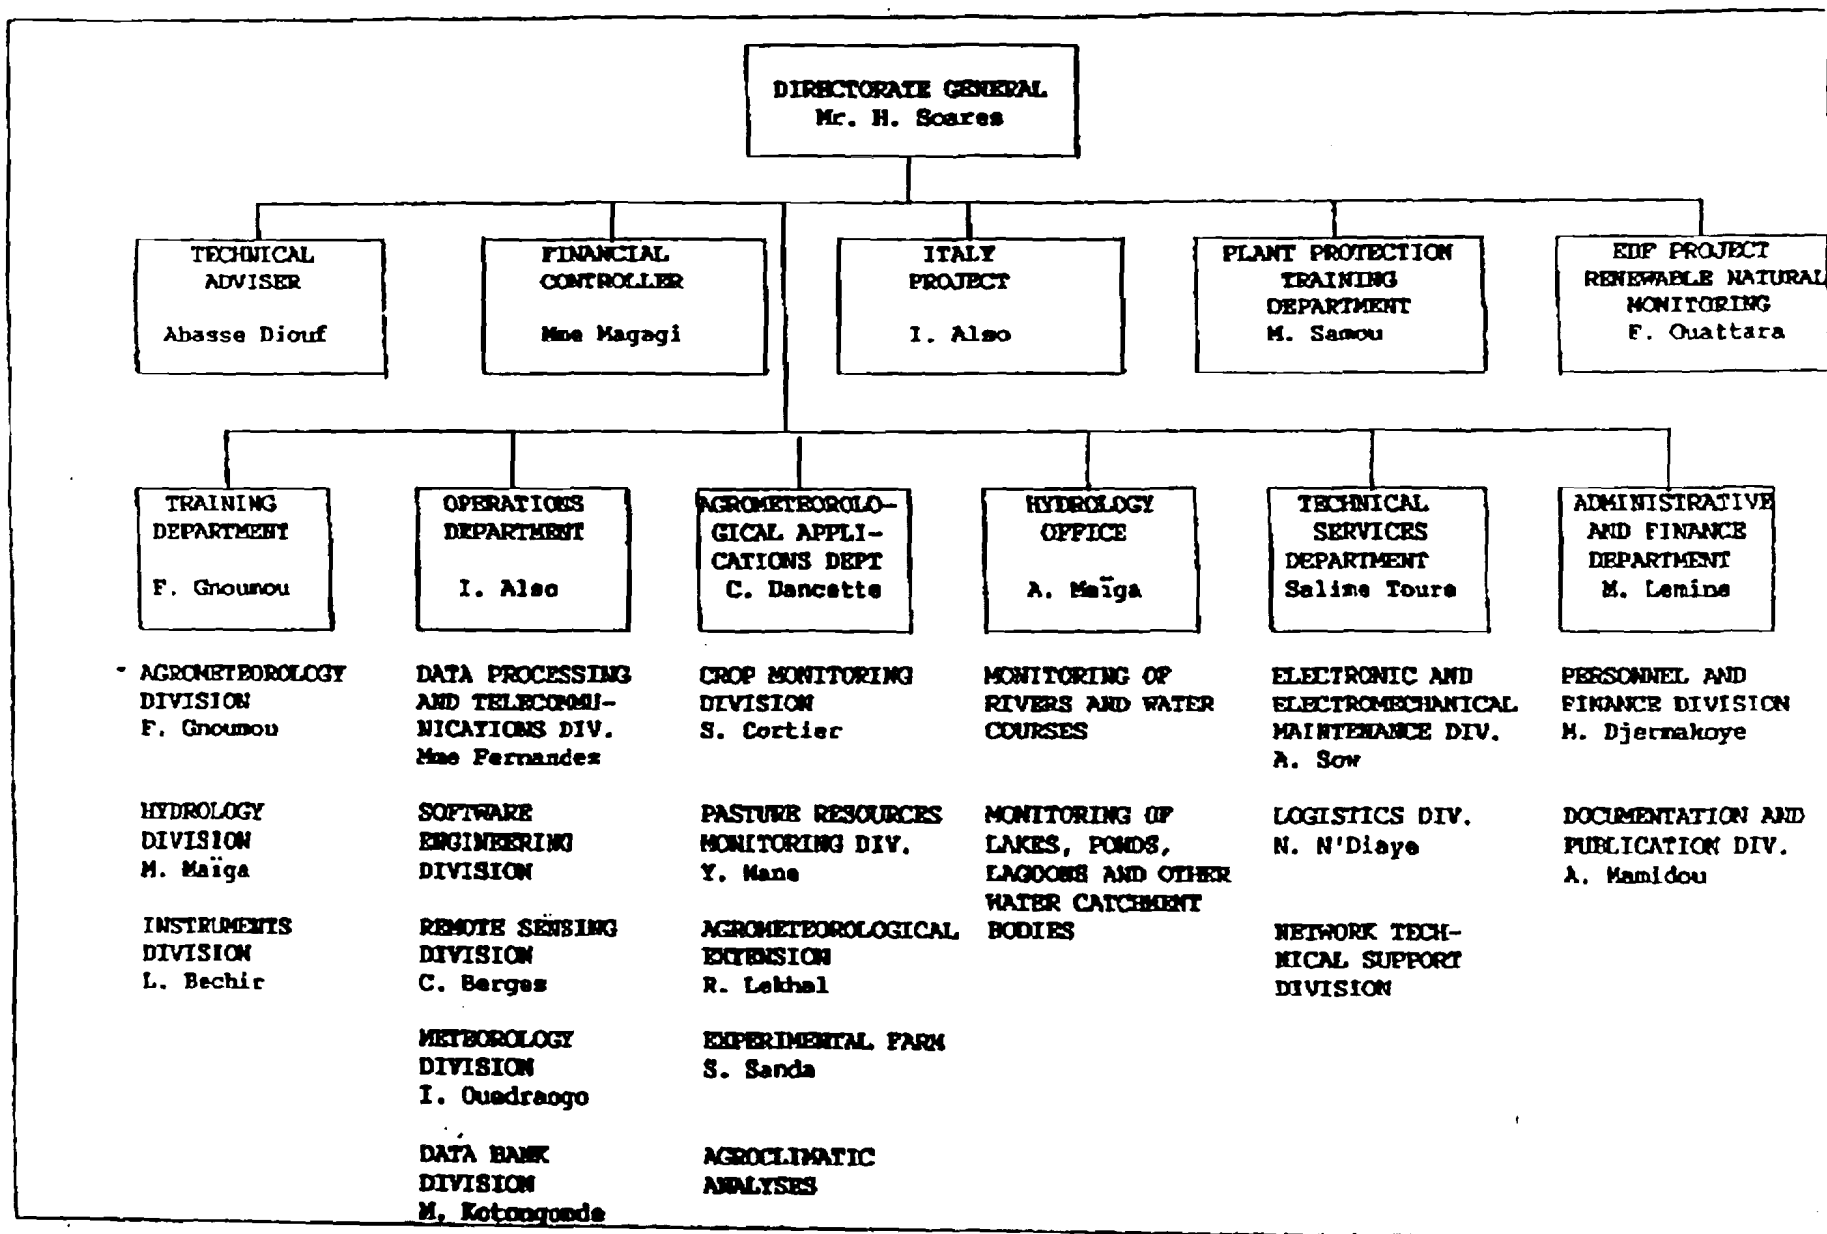 DIRECTORATE GENERAL
Mr. H. Soares
TECHNICAL
ADVISER
Abasse Diouf
FINANCIAL
CONTROLLER
Mme Magagi
ITALY
PROJECT
I. Also
PLANT PROTECTION
TRAINING
DEPARTMENT
M. Samou
EDF PROJECT
RENEWABLE NATURAL
MONITORING
F. Ouattara
TRAINING
DEPARTMENT
F. Gnoumou
OPERATIONS
DEPARTMENT
I. Also
AGROMETEOROLO-
GICAL APPLI-
CATIONS DEPT
C. Dancette
HYDROLOGY
OFFICE
A. Maïga
TECHNICAL
SERVICES
DEPARTMENT
Saline Toure
ADMINISTRATIVE
AND FINANCE
DEPARTMENT
M. Lemine
AGROMETEOROLOGY
DIVISION
F. Gnoumou
HYDROLOGY
DIVISION
M. Maïga
INSTRUMENTS
DIVISION
L. Bechir
DATA PROCESSING
AND TELECOMMU-
NICATIONS DIV.
Mme Fernandez
SOFTWARE
ENGINEERING
DIVISION
REMOTE SENSING
DIVISION
C. Berges
METEOROLOGY
DIVISION
I. Ouedraogo
DATA BANK
DIVISION
M. Kotongonde
CROP MONITORING
DIVISION
S. Cortier
PASTURE RESOURCES
MONITORING DIV.
Y. Mane
AGROMETEOROLOGICAL
EXTENSION
R. Lekhal
EXPERIMENTAL FARM
S. Sanda
AGROCLIMATIC
ANALYSES
MONITORING OF
RIVERS AND WATER
COURSES
MONITORING OF
LAKES, PONDS,
LAGOONS AND OTHER
WATER CATCHMENT
BODIES
ELECTRONIC AND
ELECTROMECHANICAL
MAINTENANCE DIV.
A. Sow
LOGISTICS DIV.
N. N'Diaye
NETWORK TECH-
NICAL SUPPORT
DIVISION
PERSONNEL AND
FINANCE DIVISION
M. Djermakoye
DOCUMENTATION AND
PUBLICATION DIV.
A. Mamidou